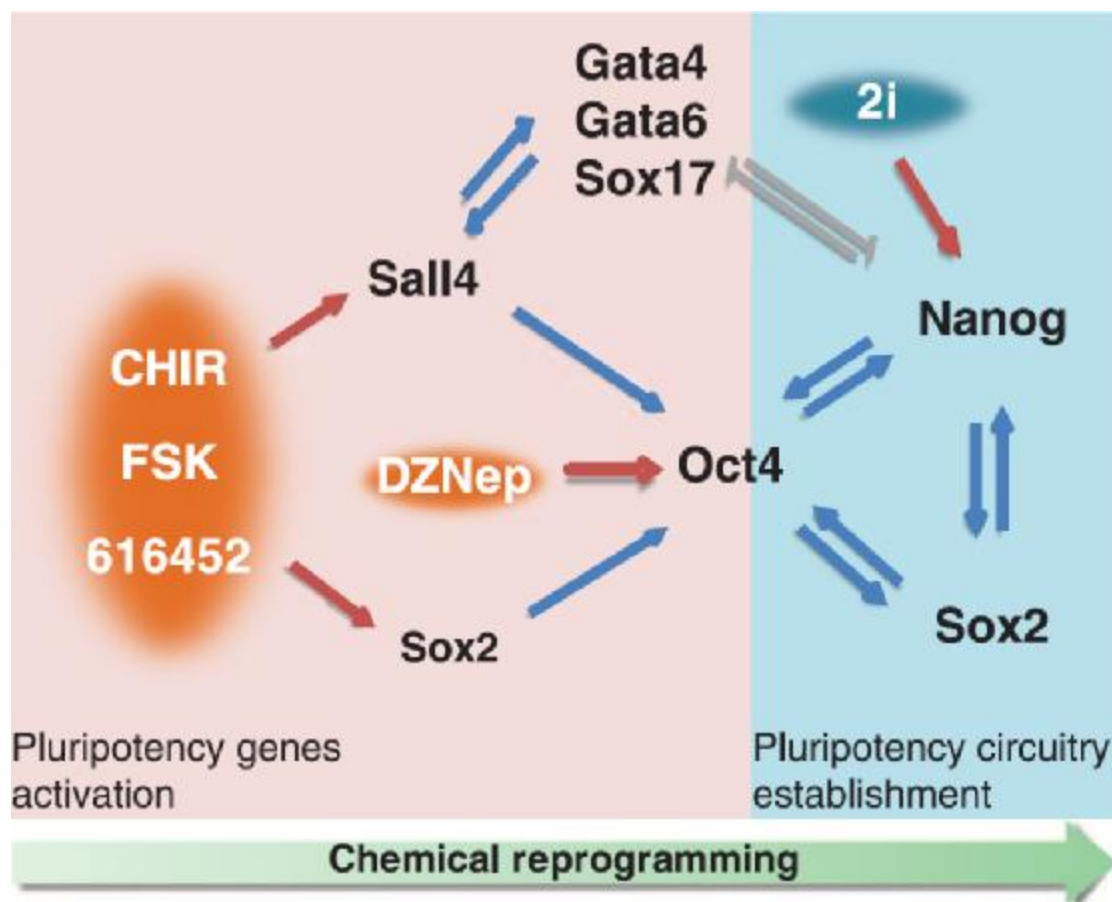 Gata4
Gata6
Sox17
2i
Sall4
Nanog
CHIR
FSK
616452
DZNep
Oct4
Sox2
Sox2
Pluripotency genes
activation
Pluripotency circuitry
establishment
Chemical reprogramming